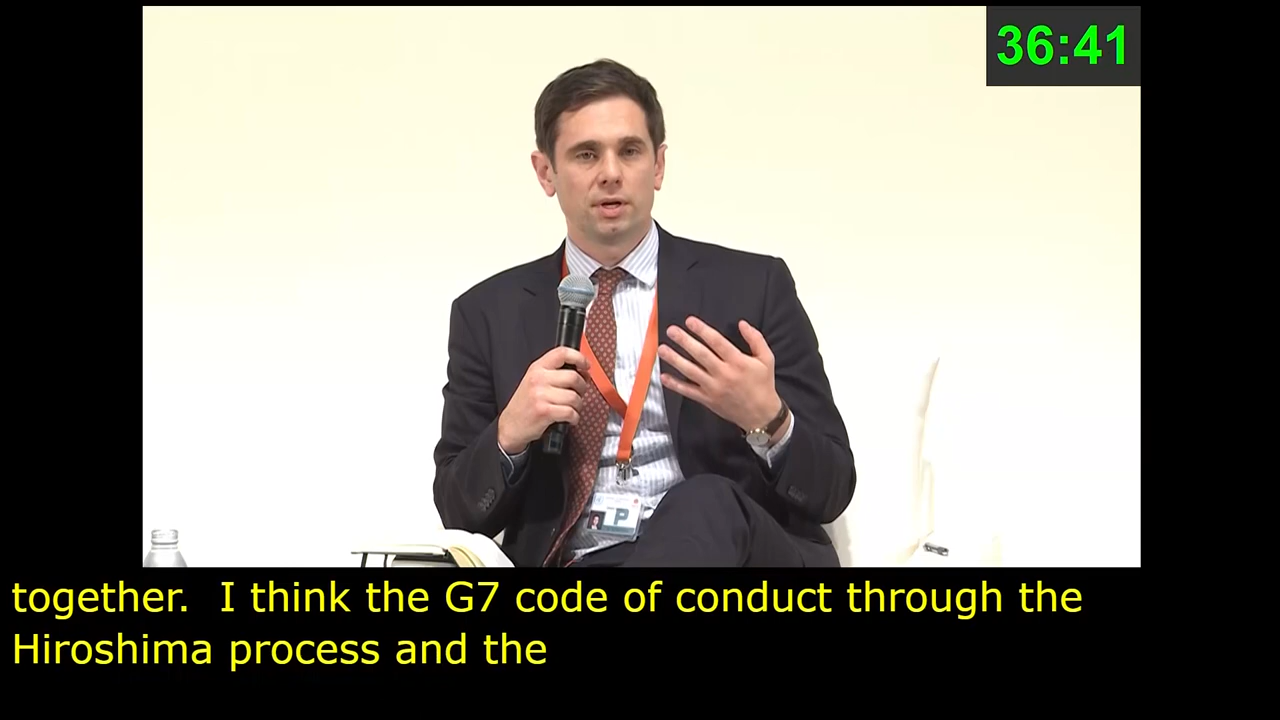 36:41
P
together.  I think the G7 code of conduct through the
Hiroshima process and the